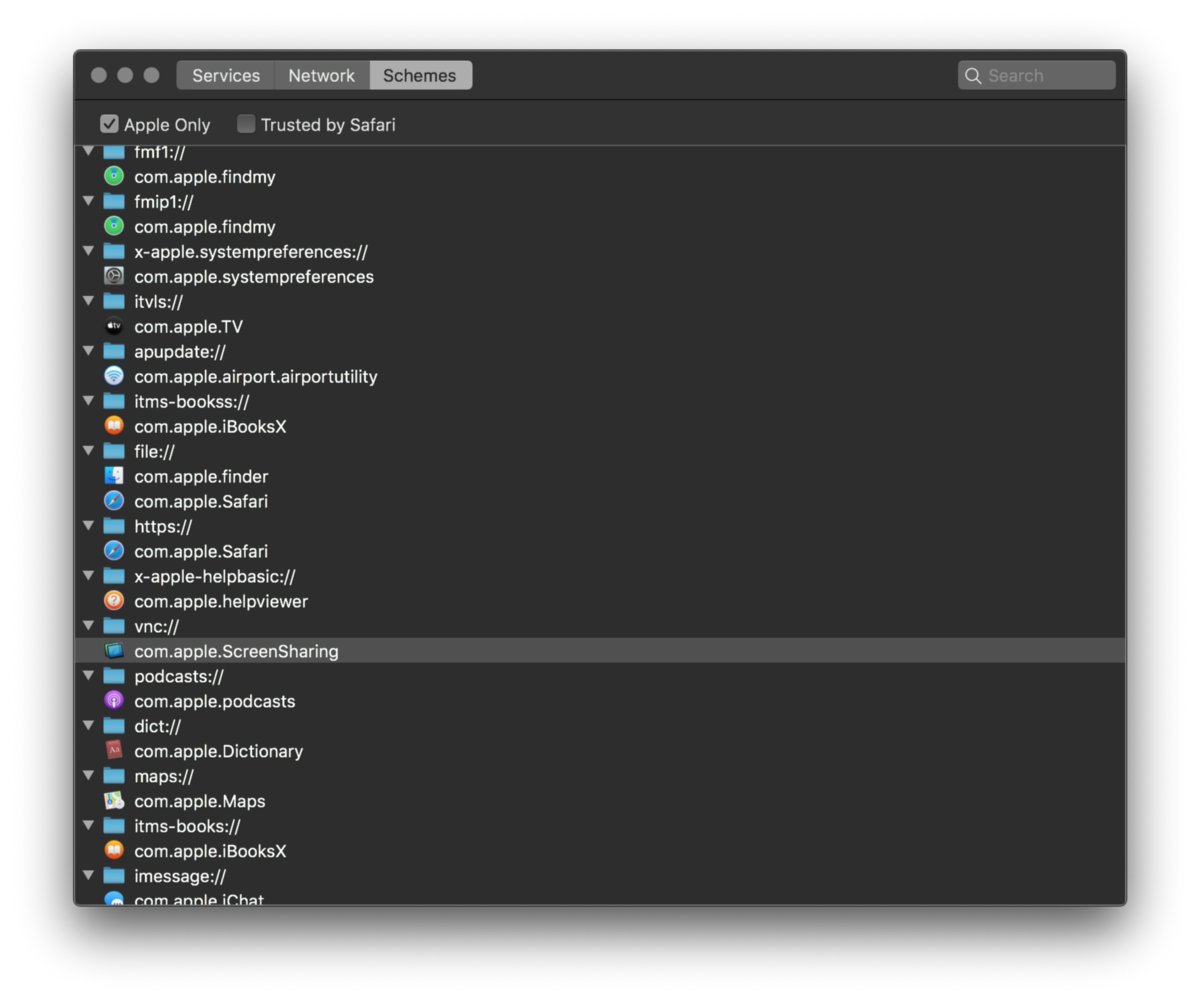 Services Network Schemes Search
Apple Only Trusted by Safari
fmf1://
com.apple.findmy
fmip1://
com.apple.findmy
x-apple.systempreferences://
com.apple.systempreferences
itvls://
com.apple.TV
apupdate://
com.apple.airport.airportutility
itms-bookss://
com.apple.iBooksX
file://
com.apple.finder
com.apple.Safari
https://
com.apple.Safari
x-apple-helpbasic://
com.apple.helpviewer
vnc://
com.apple.ScreenSharing
podcasts://
com.apple.podcasts
dict://
com.apple.Dictionary
maps://
com.apple.Maps
itms-books://
com.apple.iBooksX
imessage://
com.apple.iChat